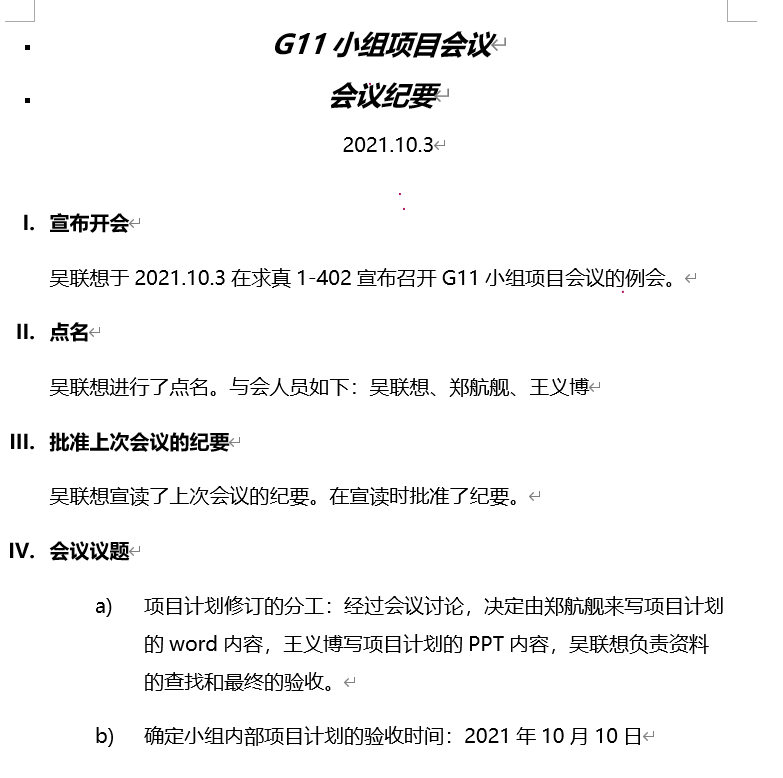 G11 小组项目会议
会议纪要
2021.10.3
I. 宣布开会
吴联想于 2021.10.3 在求真 1-402 宣布召开 G11 小组项目会议的例会。
II. 点名
吴联想进行了点名。与会人员如下：吴联想、郑航舰、王义博
III. 批准上次会议的纪要
吴联想宣读了上次会议的纪要。在宣读时批准了纪要。
IV. 会议议题
a) 项目计划修订的分工：经过会议讨论，决定由郑航舰来写项目计划
的 word 内容，王义博写项目计划的 PPT 内容，吴联想负责资料
的查找和最终的验收。
b) 确定小组内部项目计划的验收时间：2021 年 10 月 10 日